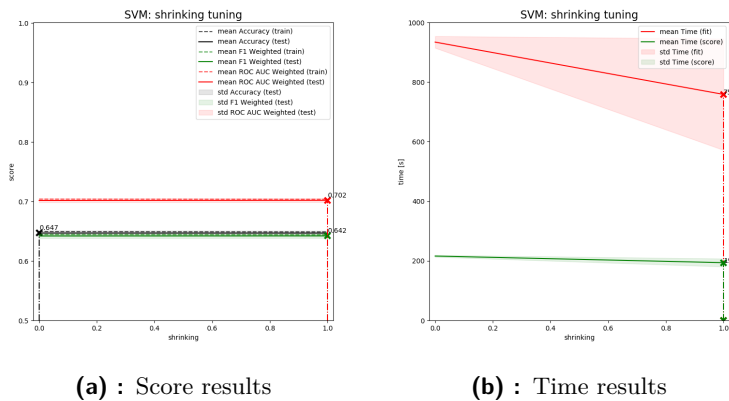 SVM: shrinking tuning
1.0
0.9
0.8
0.7
0.6
0.5
score
mean Accuracy (train)
mean Accuracy (test)
mean F1 Weighted (train)
mean F1 Weighted (test)
mean ROC AUC Weighted (train)
mean ROC AUC Weighted (test)
std Accuracy (test)
std F1 Weighted (test)
std ROC AUC Weighted (test)
0.702
0.647
0.642
0.0 0.2 0.4 0.6 0.8 1.0
shrinking
SVM: shrinking tuning
1000
800
600
400
200
0
time [s]
mean Time (fit)
mean Time (score)
std Time (fit)
std Time (score)
0.0 0.2 0.4 0.6 0.8 1.0
shrinking
(a) : Score results
(b) : Time results